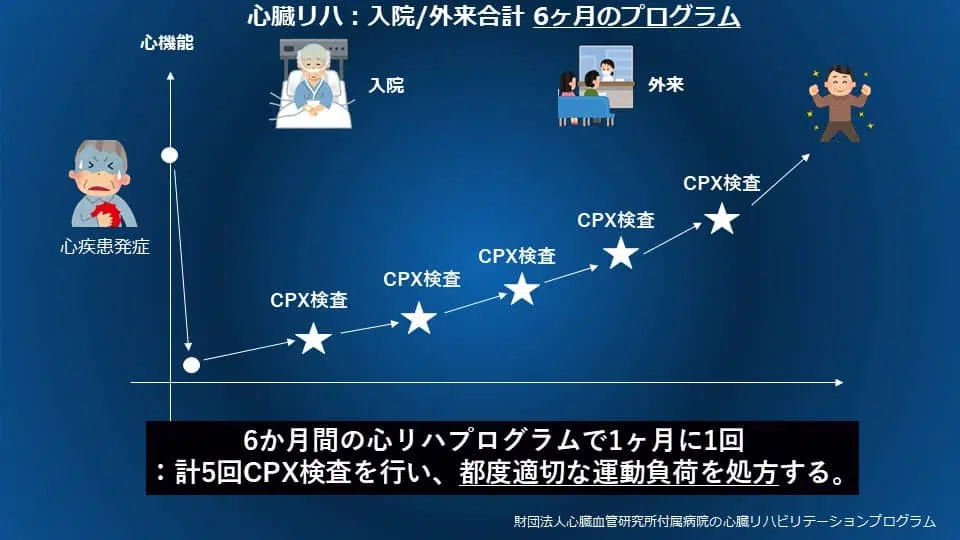 心臓リハ：入院/外来合計 6ヶ月のプログラム
心機能
入院
外来
心疾患発症
CPX検査
CPX検査
CPX検査
CPX検査
CPX検査
6か月間の心リハプログラムで1ヶ月に1回
：計5回CPX検査を行い、都度適切な運動負荷を処方する。
財団法人心臓血管研究所付属病院の心臓リハビリテーションプログラム